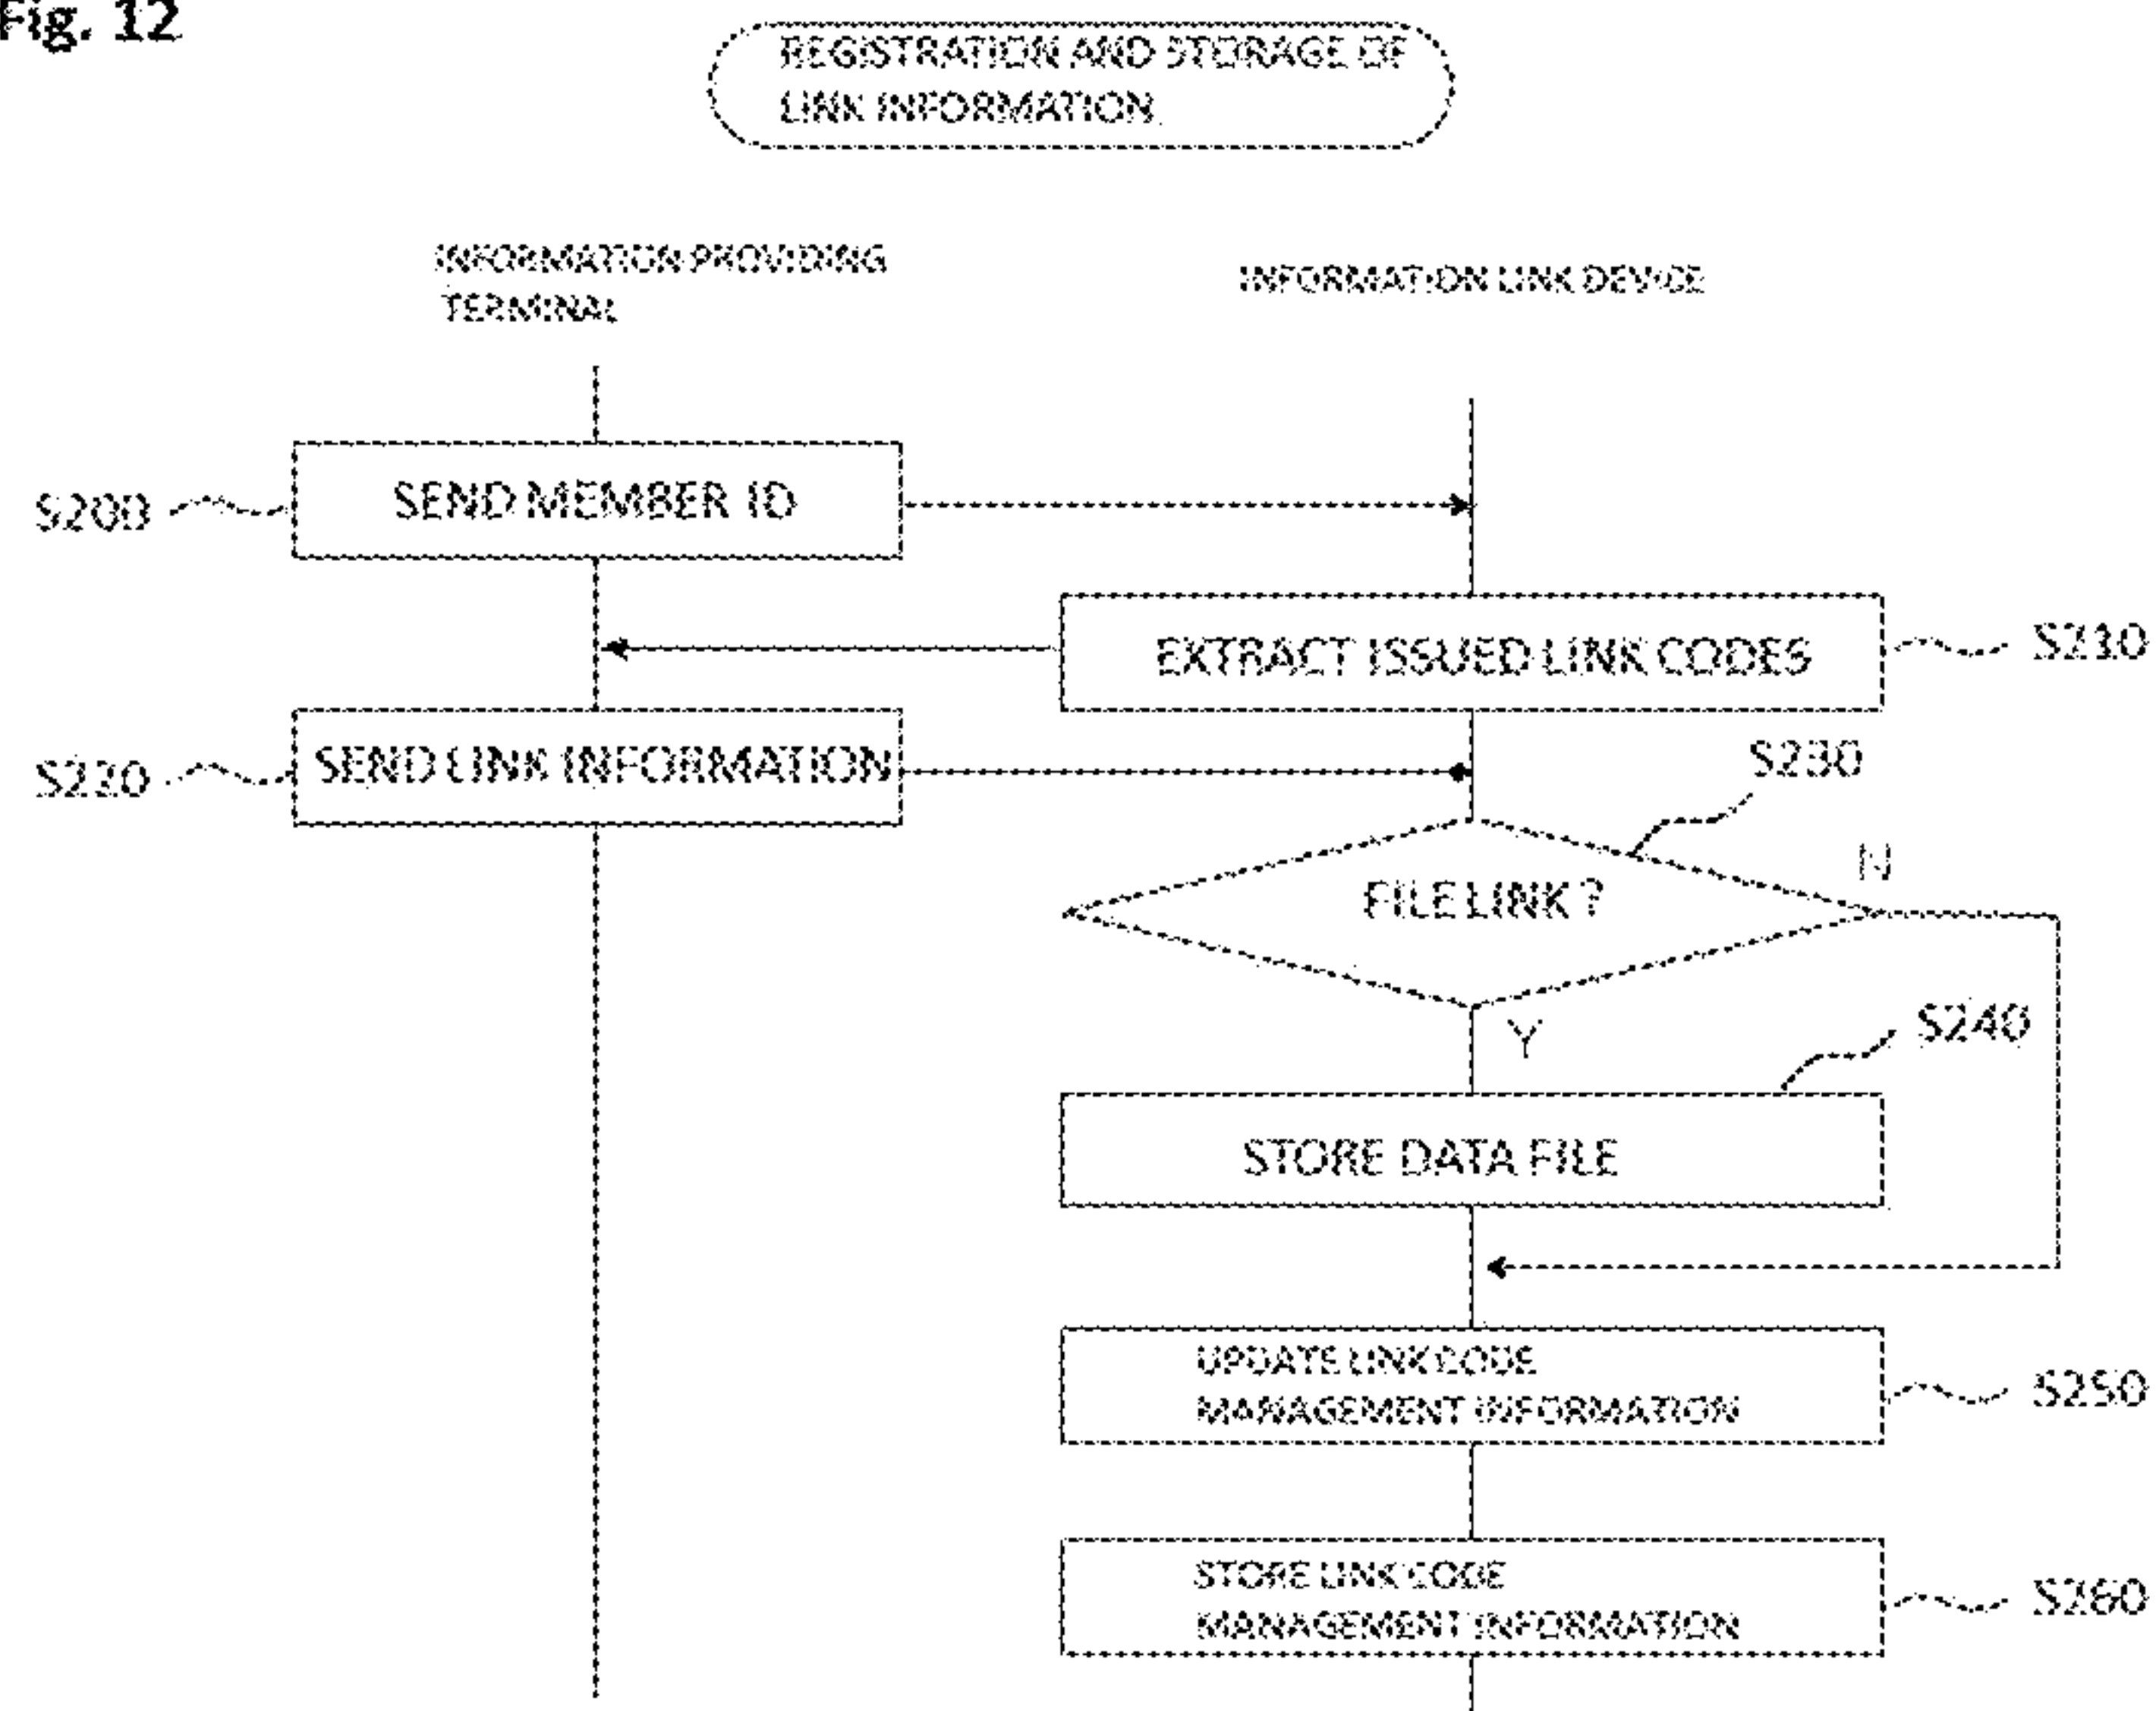 Fig. 12
REGISTRATION AND STORAGE OF
LINK INFORMATION
INFORMATION PROVIDING
TERMINAL
INFORMATION LINK DEVICE
S200
SEND MEMBER ID
EXTRACT ISSUED LINK CODES
S210
S220
SEND LINK INFORMATION
S230
FILE LINK ?
N
Y
S240
STORE DATA FILE
UPDATE LINK CODE
MANAGEMENT INFORMATION
S250
STORE LINK CODE
MANAGEMENT INFORMATION
S260